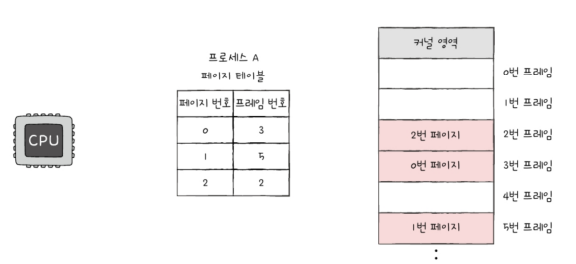 CPU
프로세스 A
페이지 테이블
페이지 번호 프레임 번호
0 3
1 5
2 2
커널 영역
0번 프레임
1번 프레임
2번 페이지 2번 프레임
0번 페이지 3번 프레임
4번 프레임
1번 페이지 5번 프레임